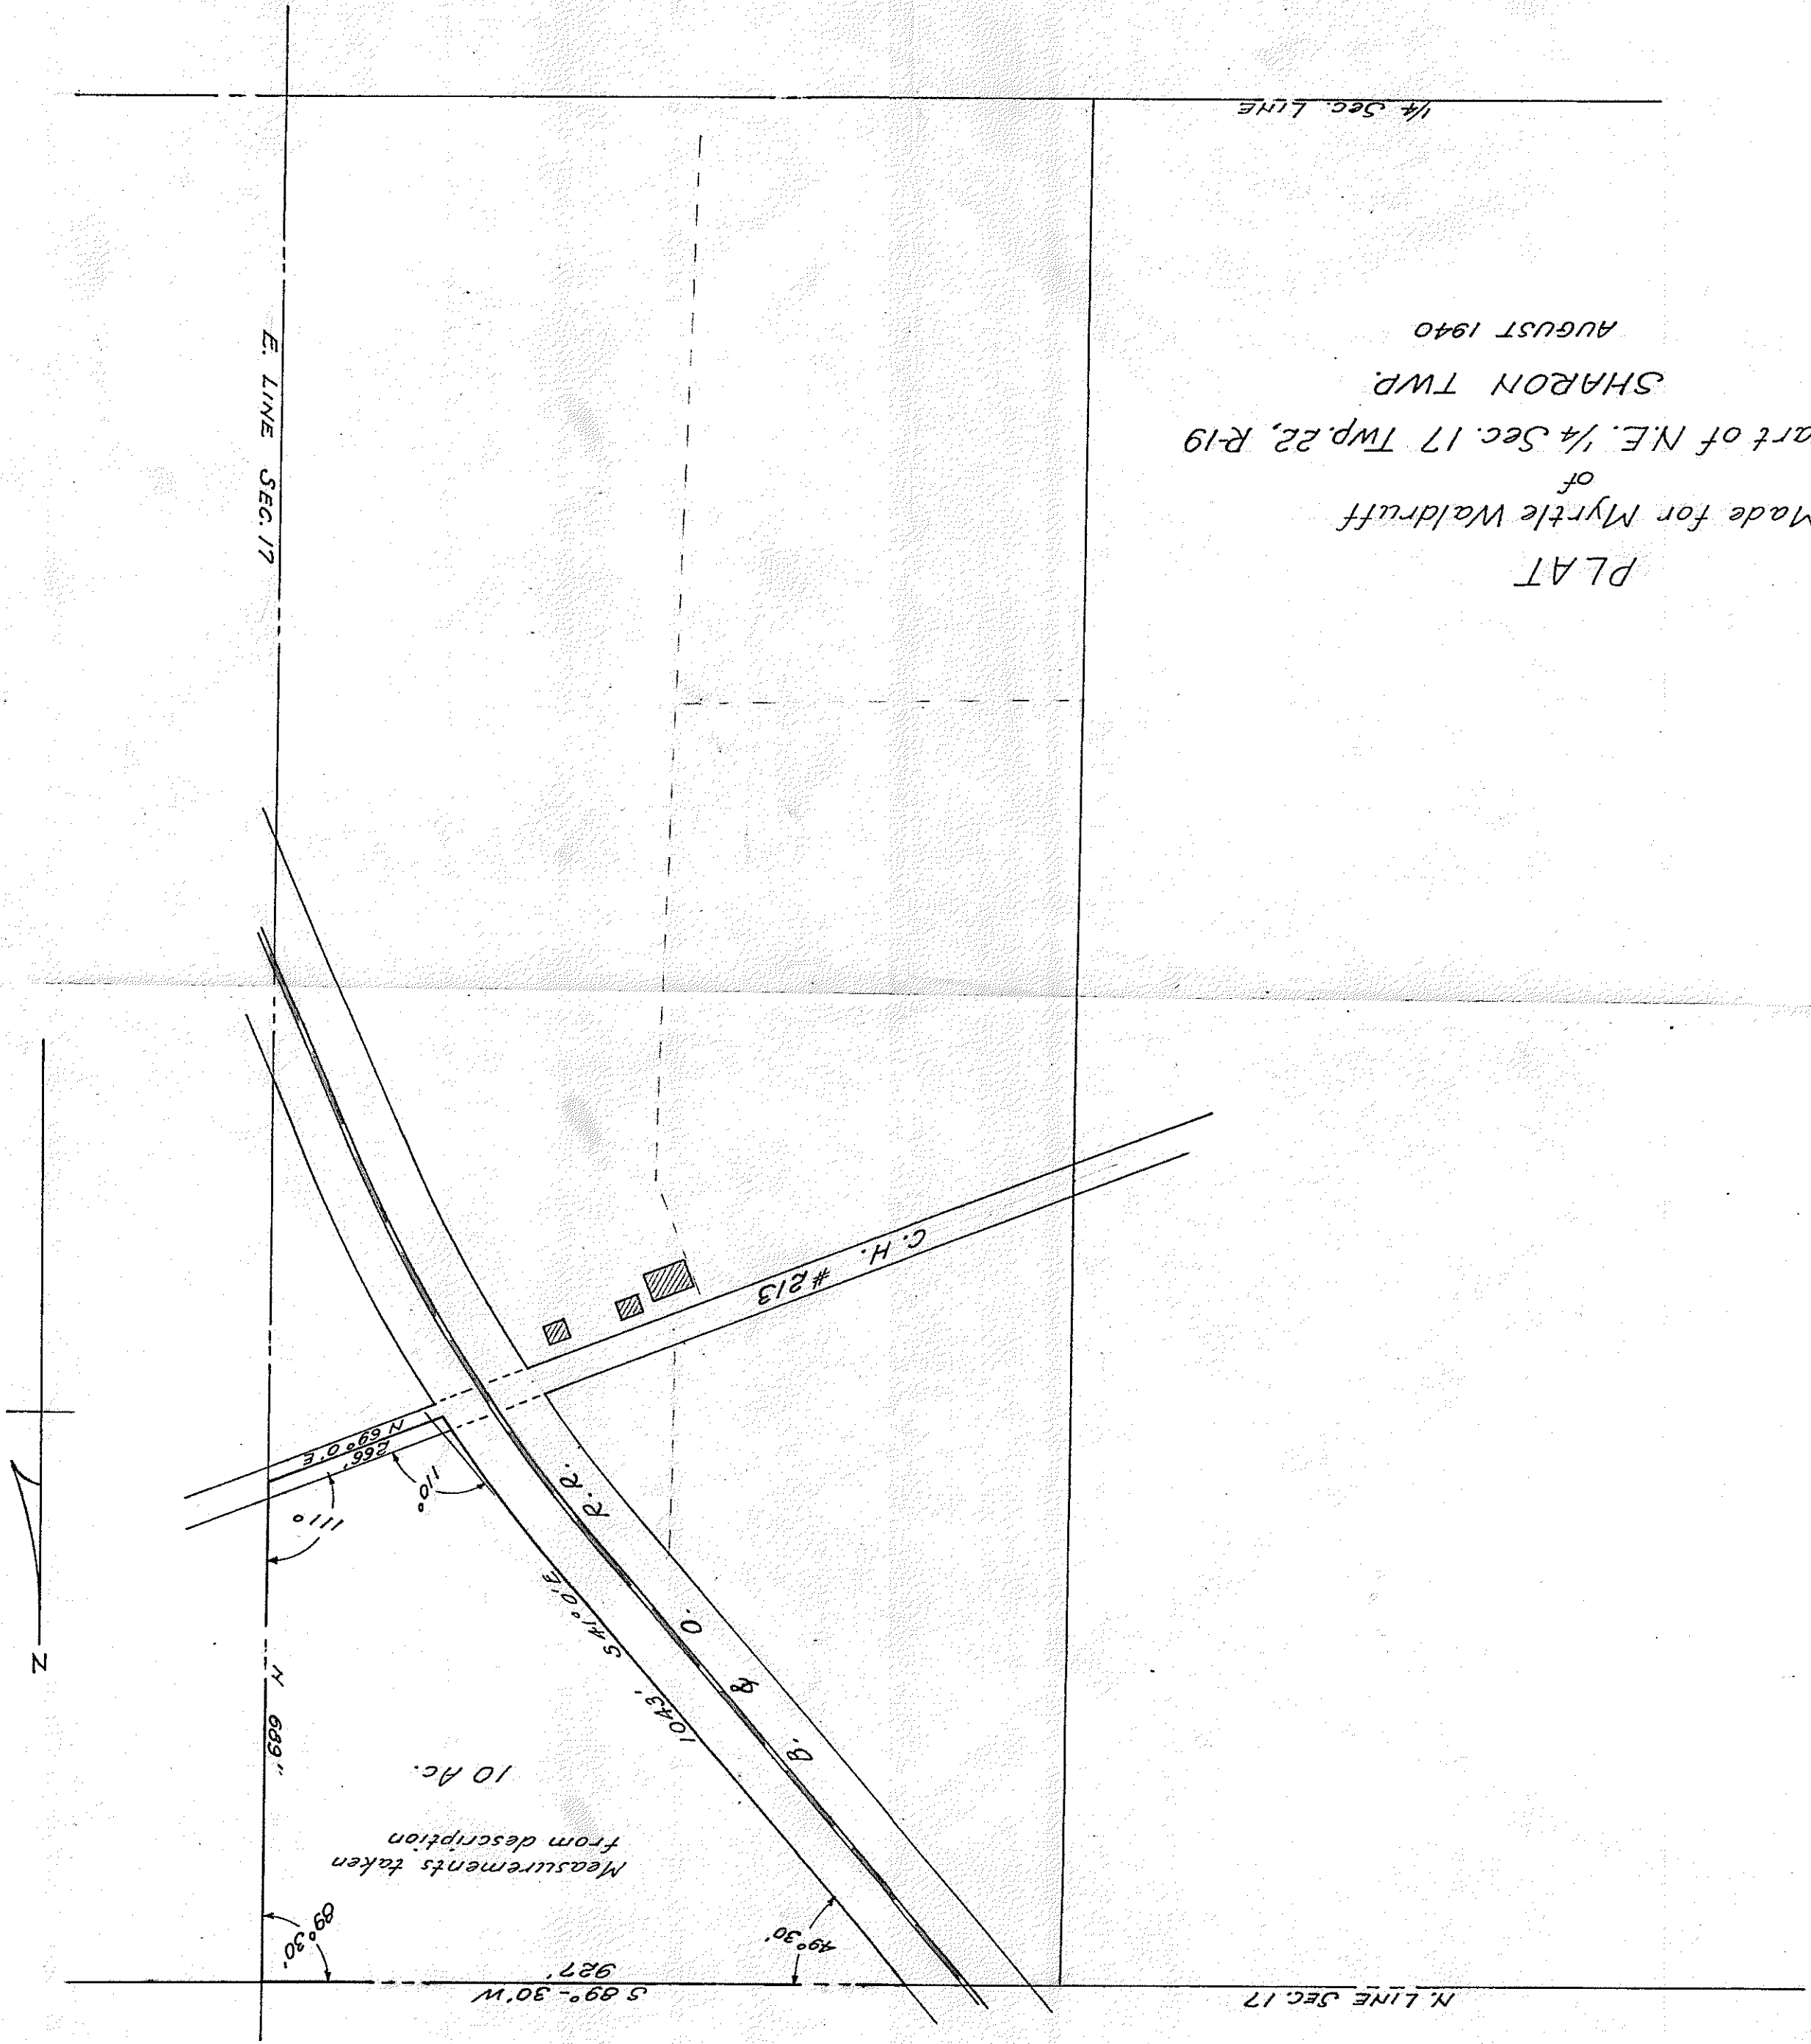 N. LINE SEC. 17
S 89°-30' W
927'
89°30'
49°30'
Measurements taken
from description
10 Ac.
N 689'
1043'
S 41° 0' E
B. & O. R.R.
N
111°
110°
266'
N 69° 0' E
C. H. #213
E. LINE SEC. 17
PLAT
Made for Myrtle Waldruff
of
art of N.E. 1/4 Sec. 17 Twp. 22, R-19
SHARON TWP.
AUGUST 1940
1/4 Sec. LINE